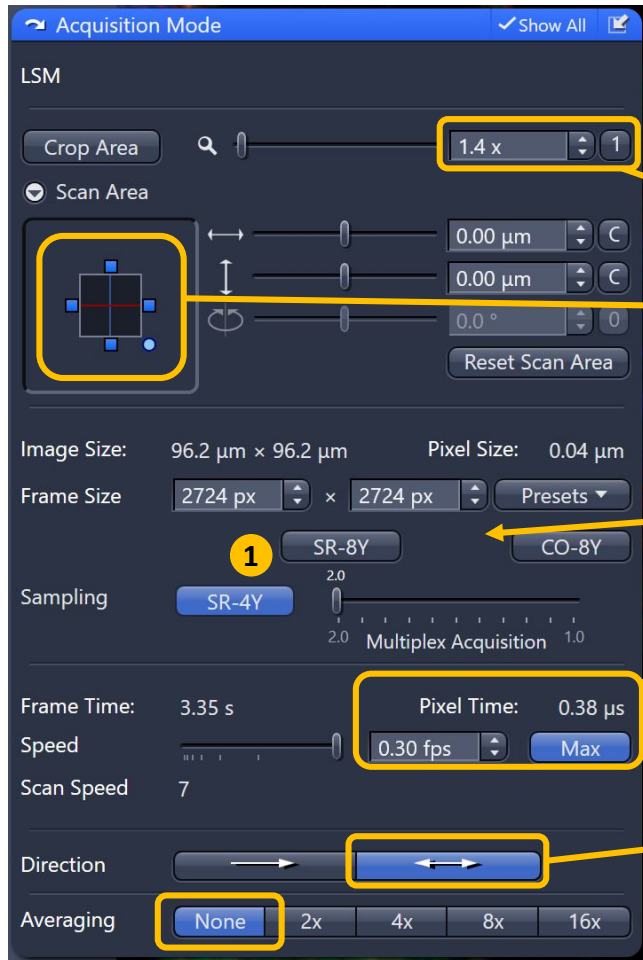 Acquisition Mode Show All
LSM
Crop Area 1.4 x 1
Scan Area
0.00 µm C
0.00 µm C
0.0 ° 0
Reset Scan Area
Image Size: 96.2 µm × 96.2 µm Pixel Size: 0.04 µm
Frame Size 2724 px × 2724 px Presets
1 SR-8Y CO-8Y
2.0
Sampling SR-4Y
2.0 Multiplex Acquisition 1.0
Frame Time: 3.35 s Pixel Time: 0.38 µs
Speed 0.30 fps Max
Scan Speed 7
Direction
Averaging None 2x 4x 8x 16x